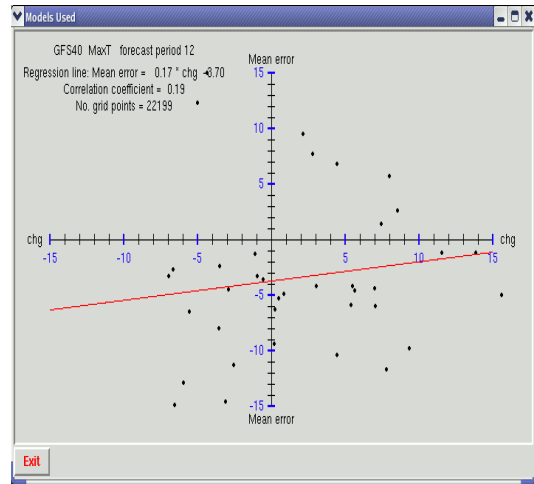 Models Used
GFS40 MaxT forecast period 12
Regression line: Mean error = 0.17 * chg -3.70
Correlation coefficient = 0.19
No. grid points = 22199
Mean error
15
10
5
chg
chg
-15
-10
-5
5
10
15
-5
-10
-15
Mean error
Exit